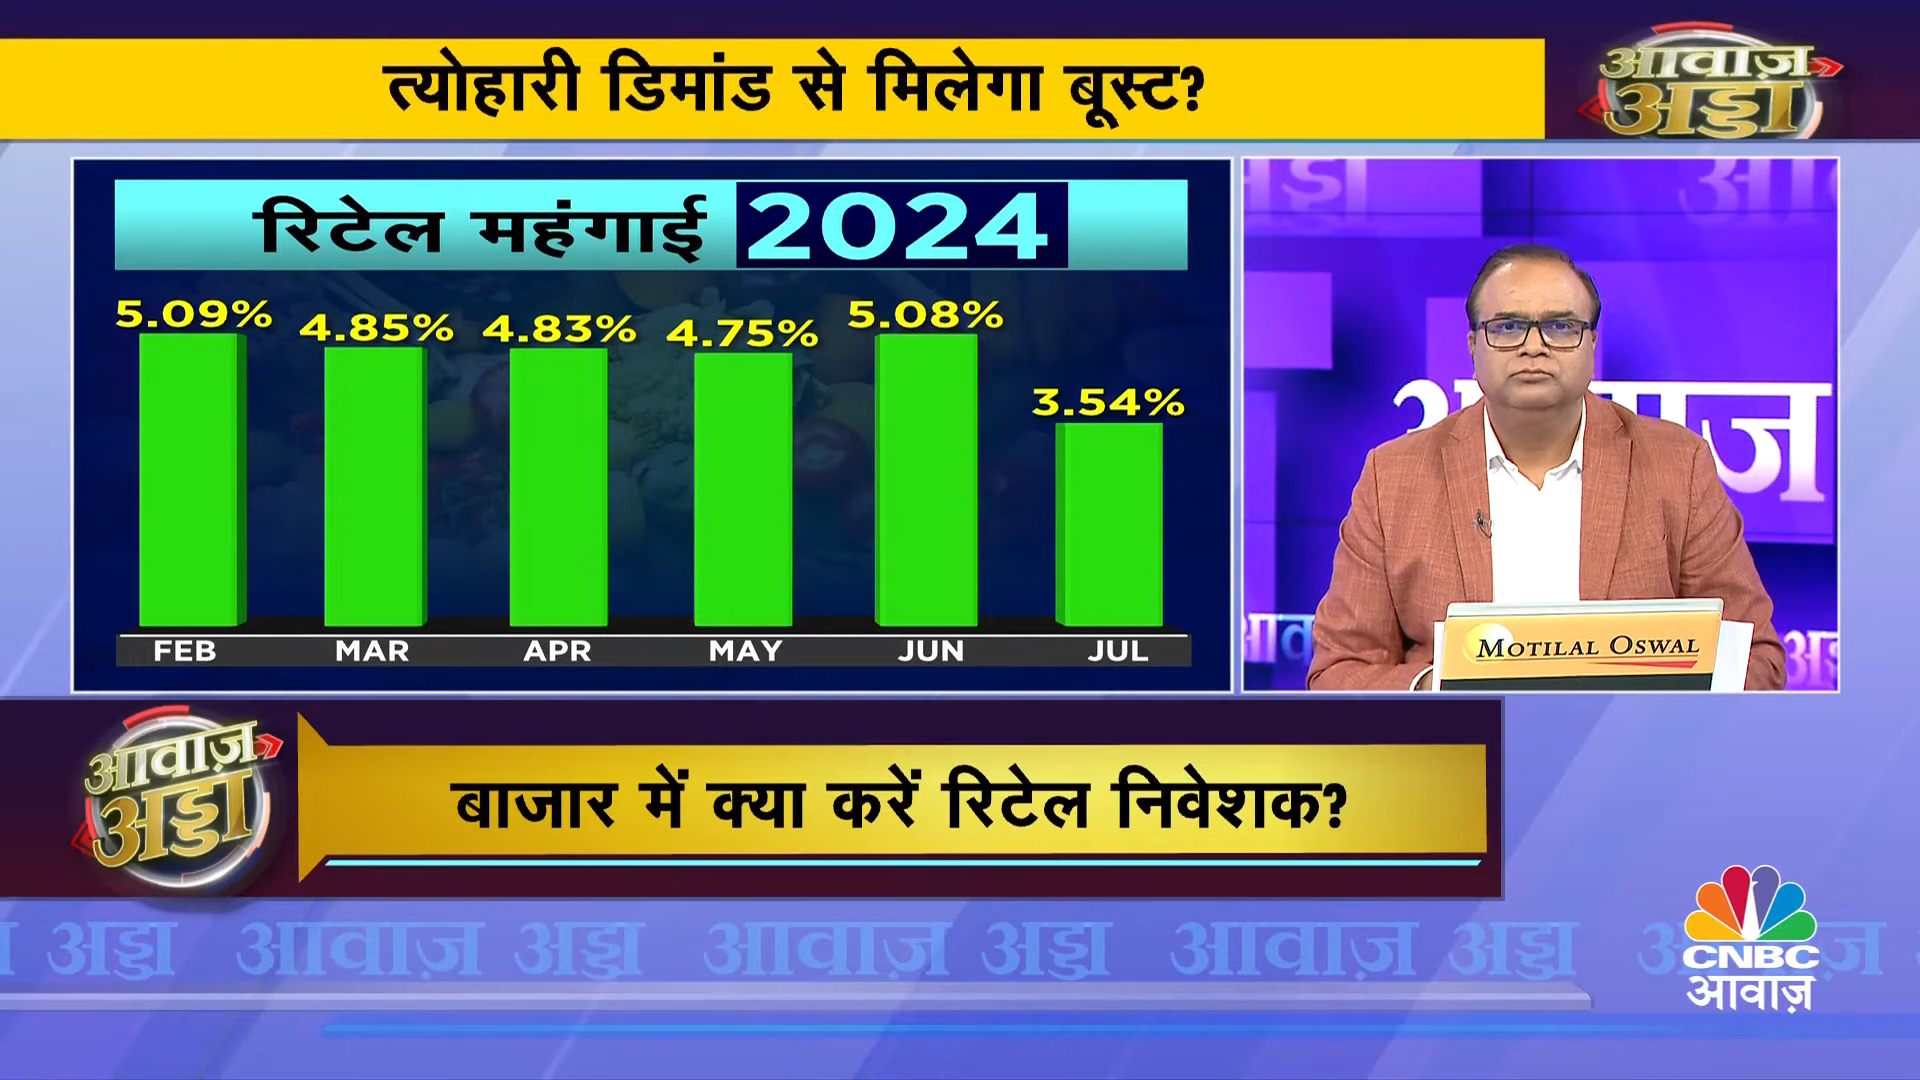 त्योहारी डिमांड से मिलेगा बूस्ट?
आवाज़
अड्डा
रिटेल महंगाई 2024
5.09% 4.85% 4.83% 4.75% 5.08% 3.54%
FEB MAR APR MAY JUN JUL
MOTILAL OSWAL
आवाज़
अड्डा
बाजार में क्या करें रिटेल निवेशक?
अड्डा आवाज़ अड्डा आवाज़ अड्डा आवाज़ अड्डा
CNBC
आवाज़